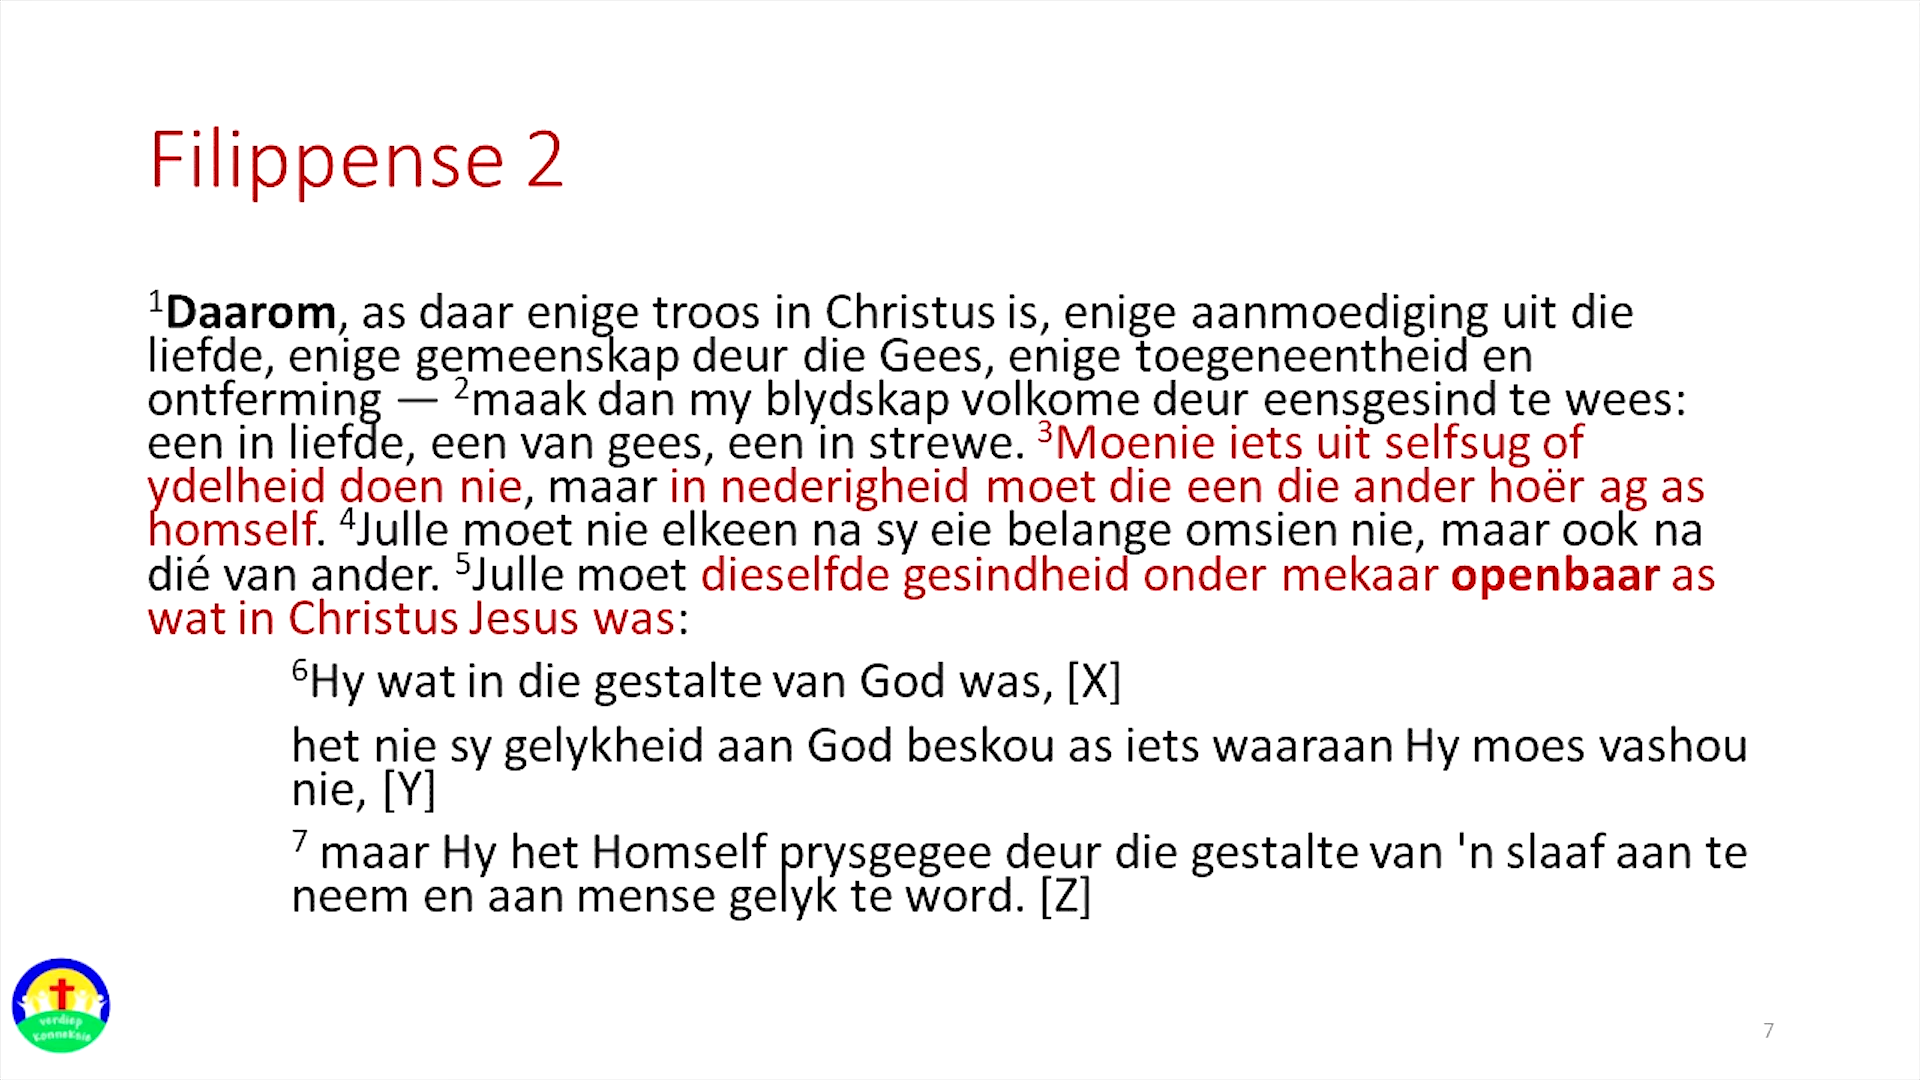 Filippense 2
¹Daarom, as daar enige troos in Christus is, enige aanmoediging uit die
liefde, enige gemeenskap deur die Gees, enige toegeneentheid en
ontferming — ²maak dan my blydskap volkome deur eensgesind te wees:
een in liefde, een van gees, een in strewe. ³Moenie iets uit selfsug of
ydelheid doen nie, maar in nederigheid moet die een die ander hoër ag as
homself. ⁴Julle moet nie elkeen na sy eie belange omsien nie, maar ook na
dié van ander. ⁵Julle moet dieselfde gesindheid onder mekaar openbaar as
wat in Christus Jesus was:
⁶Hy wat in die gestalte van God was, [X]
het nie sy gelykheid aan God beskou as iets waaraan Hy moes vashou
nie, [Y]
⁷ maar Hy het Homself prysgegee deur die gestalte van 'n slaaf aan te
neem en aan mense gelyk te word. [Z]
verdiep
konneksie
7